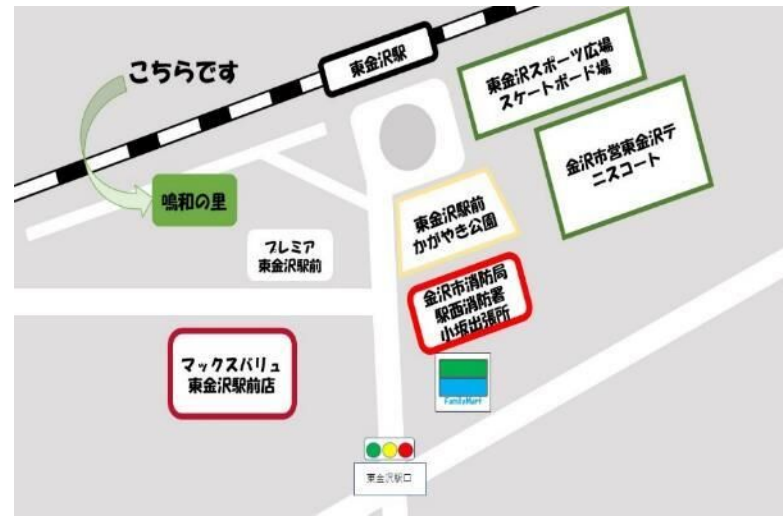 東金沢駅
こちらです
東金沢スポーツ広場
スケートボード場
金沢市営東金沢テ
ニスコート
鳴和の里
東金沢駅前
かがやき公園
プレミア
東金沢駅前
金沢市消防局
駅西消防署
小坂出張所
マックスバリュ
東金沢駅前店
FamilyMart
東金沢駅口